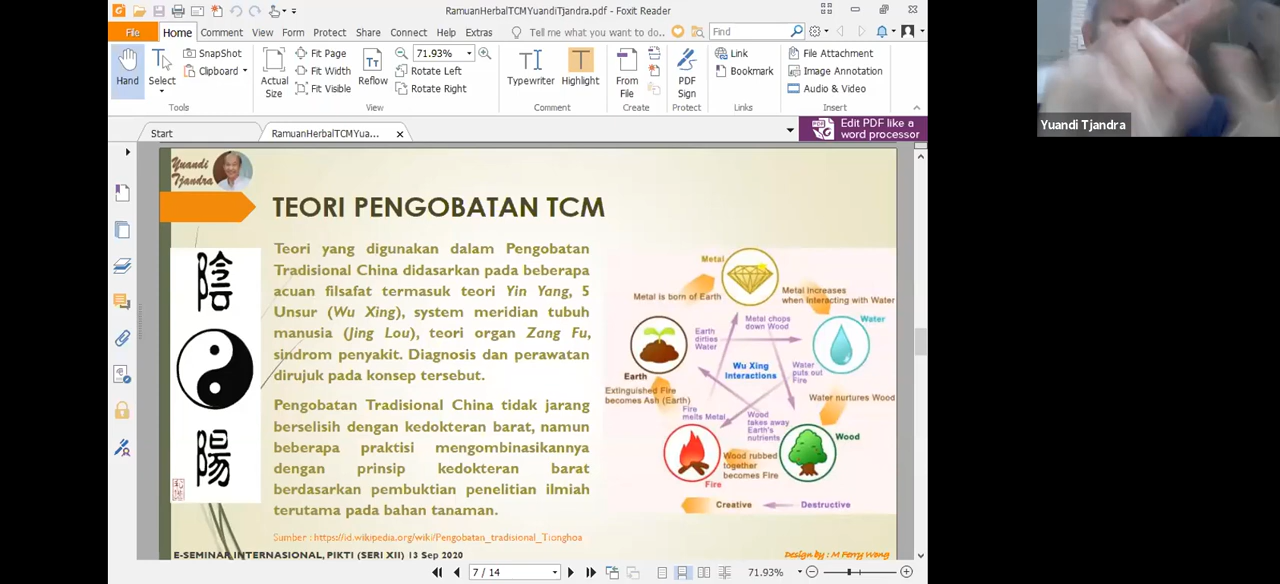 RamuanHerbalTCMYuandiTjandra.pdf - Foxit Reader
File Home Comment View Form Protect Share Connect Help Extras Tell me what you want to do.. Find
Hand
Select
SnapShot
Clipboard
Tools
Actual Size
Fit Page
Fit Width
Fit Visible
Reflow
71.93%
Rotate Left
Rotate Right
View
Typewriter
Highlight
Comment
From File
Create
PDF Sign
Protect
Link
Bookmark
Links
File Attachment
Image Annotation
Audio & Video
Insert
Start
RamuanHerbalTCMYua...
Edit PDF like a
word processor
Yuandi Tjandra
Yuandi
Tjandra
TEORI PENGOBATAN TCM
陰
陽
Teori yang digunakan dalam Pengobatan
Tradisional China didasarkan pada beberapa
acuan filsafat termasuk teori Yin Yang, 5
Unsur (Wu Xing), system meridian tubuh
manusia (Jing Lou), teori organ Zang Fu,
sindrom penyakit. Diagnosis dan perawatan
dirujuk pada konsep tersebut.
Pengobatan Tradisional China tidak jarang
berselisih dengan kedokteran barat, namun
beberapa praktisi mengombinasikannya
dengan prinsip kedokteran barat
berdasarkan pembuktian penelitian ilmiah
terutama pada bahan tanaman.
Sumber : https://id.wikipedia.org/wiki/Pengobatan_tradisional_Tionghoa
Metal
Metal is born of Earth
Metal increases
when Interacting with Water
Metal chops
down Wood
Water
Earth
dirties
Water
Wu Xing
Interactions
Water
puts out
Fire
Earth
Extinguished Fire
becomes Ash (Earth)
Water nurtures Wood
Fire
melts Metal
Wood
takes away
Earth's
nutrients
Wood
Wood rubbed
together
becomes Fire
Fire
Creative
Destructive
E-SEMINAR INTERNASIONAL, PIKTI (SERI XII) 13 Sep 2020
Design by : M Ferry Wong
7 / 14
71.93%